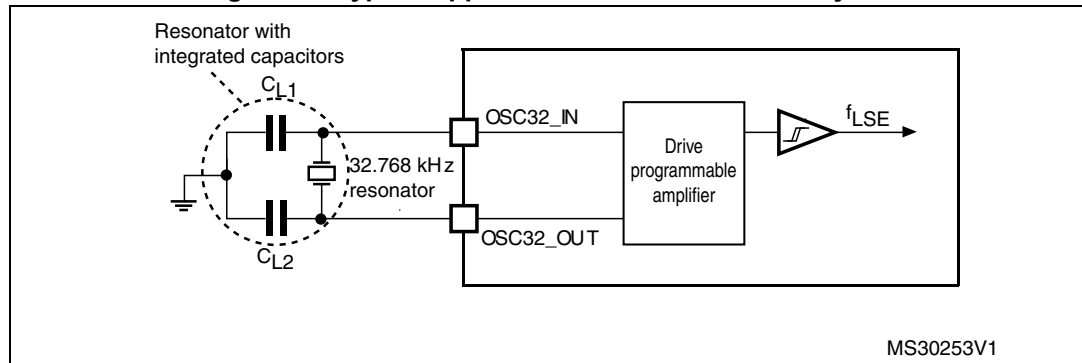 Resonator with
integrated capacitors
CL1
OSC32_IN
fLSE
Drive
programmable
amplifier
32.768 kHz
resonator
OSC32_OUT
CL2
MS30253V1